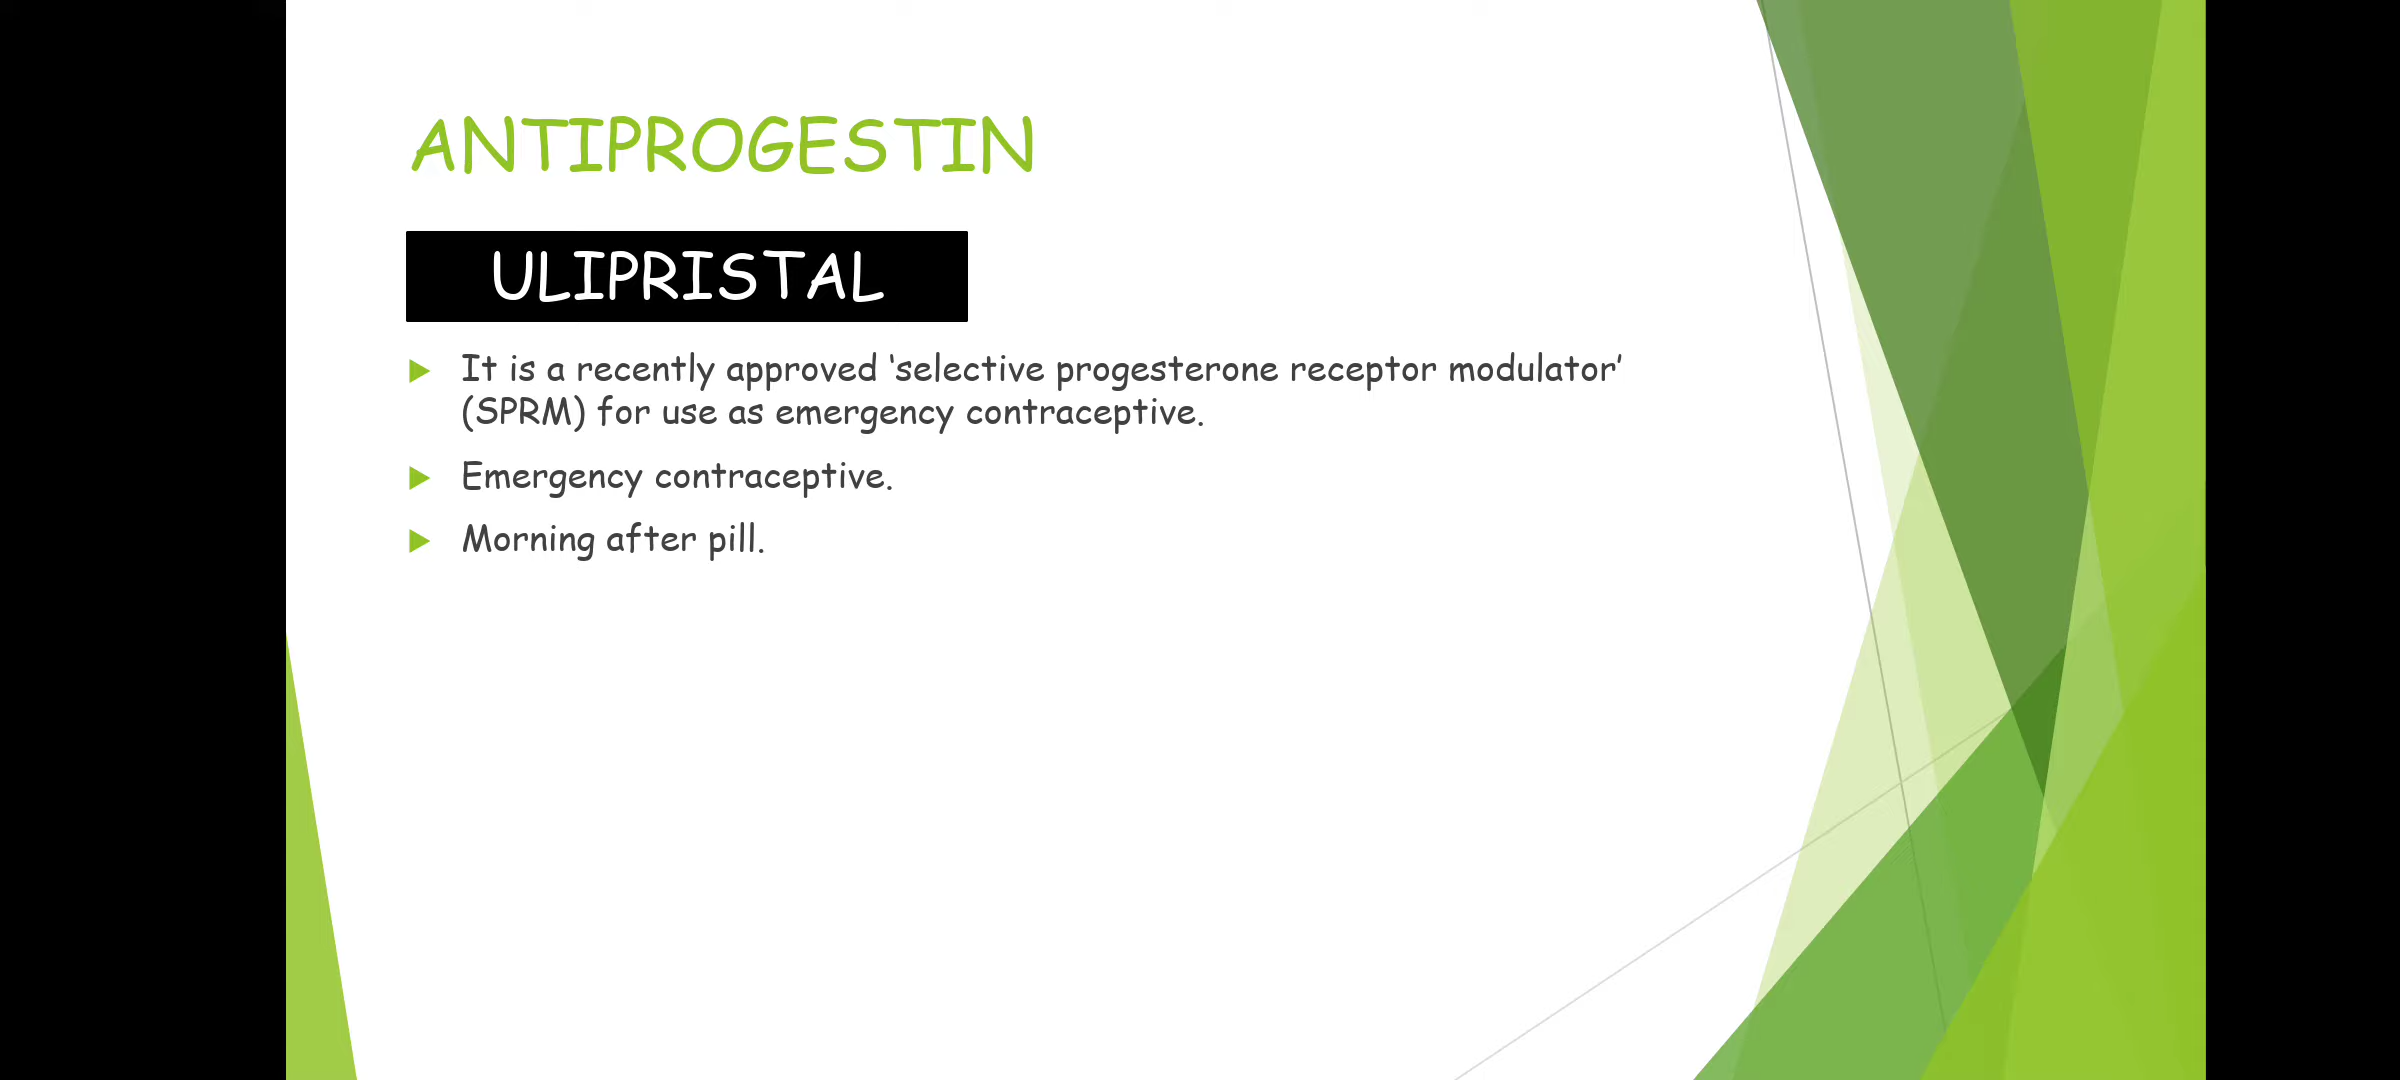 ANTIPROGESTIN
ULIPRISTAL
It is a recently approved ‘selective progesterone receptor modulator’
(SPRM) for use as emergency contraceptive.
Emergency contraceptive.
Morning after pill.